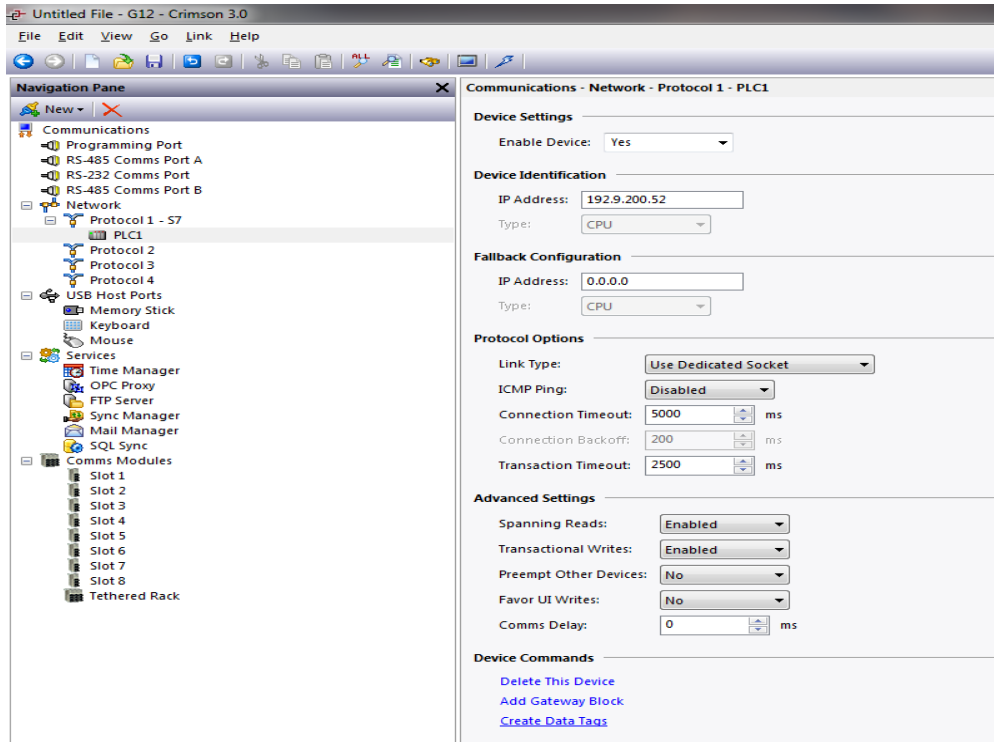 Untitled File - G12 - Crimson 3.0
File Edit View Go Link Help
Navigation Pane
New
Communications
Programming Port
RS-485 Comms Port A
RS-232 Comms Port
RS-485 Comms Port B
Network
Protocol 1 - S7
PLC1
Protocol 2
Protocol 3
Protocol 4
USB Host Ports
Memory Stick
Keyboard
Mouse
Services
Time Manager
OPC Proxy
FTP Server
Sync Manager
Mail Manager
SQL Sync
Comms Modules
Slot 1
Slot 2
Slot 3
Slot 4
Slot 5
Slot 6
Slot 7
Slot 8
Tethered Rack
Communications - Network - Protocol 1 - PLC1
Device Settings
Enable Device: Yes
Device Identification
IP Address: 192.9.200.52
Type: CPU
Fallback Configuration
IP Address: 0.0.0.0
Type: CPU
Protocol Options
Link Type: Use Dedicated Socket
ICMP Ping: Disabled
Connection Timeout: 5000 ms
Connection Backoff: 200 ms
Transaction Timeout: 2500 ms
Advanced Settings
Spanning Reads: Enabled
Transactional Writes: Enabled
Preempt Other Devices: No
Favor UI Writes: No
Comms Delay: 0 ms
Device Commands
Delete This Device
Add Gateway Block
Create Data Tags